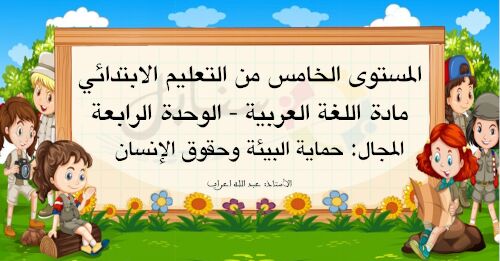 المستوى الخامس من التعليم الابتدائي
مادة اللغة العربية - الوحدة الرابعة
المجال: حماية البيئة وحقوق الإنسان
الأستاذ: عبد الله اعراب